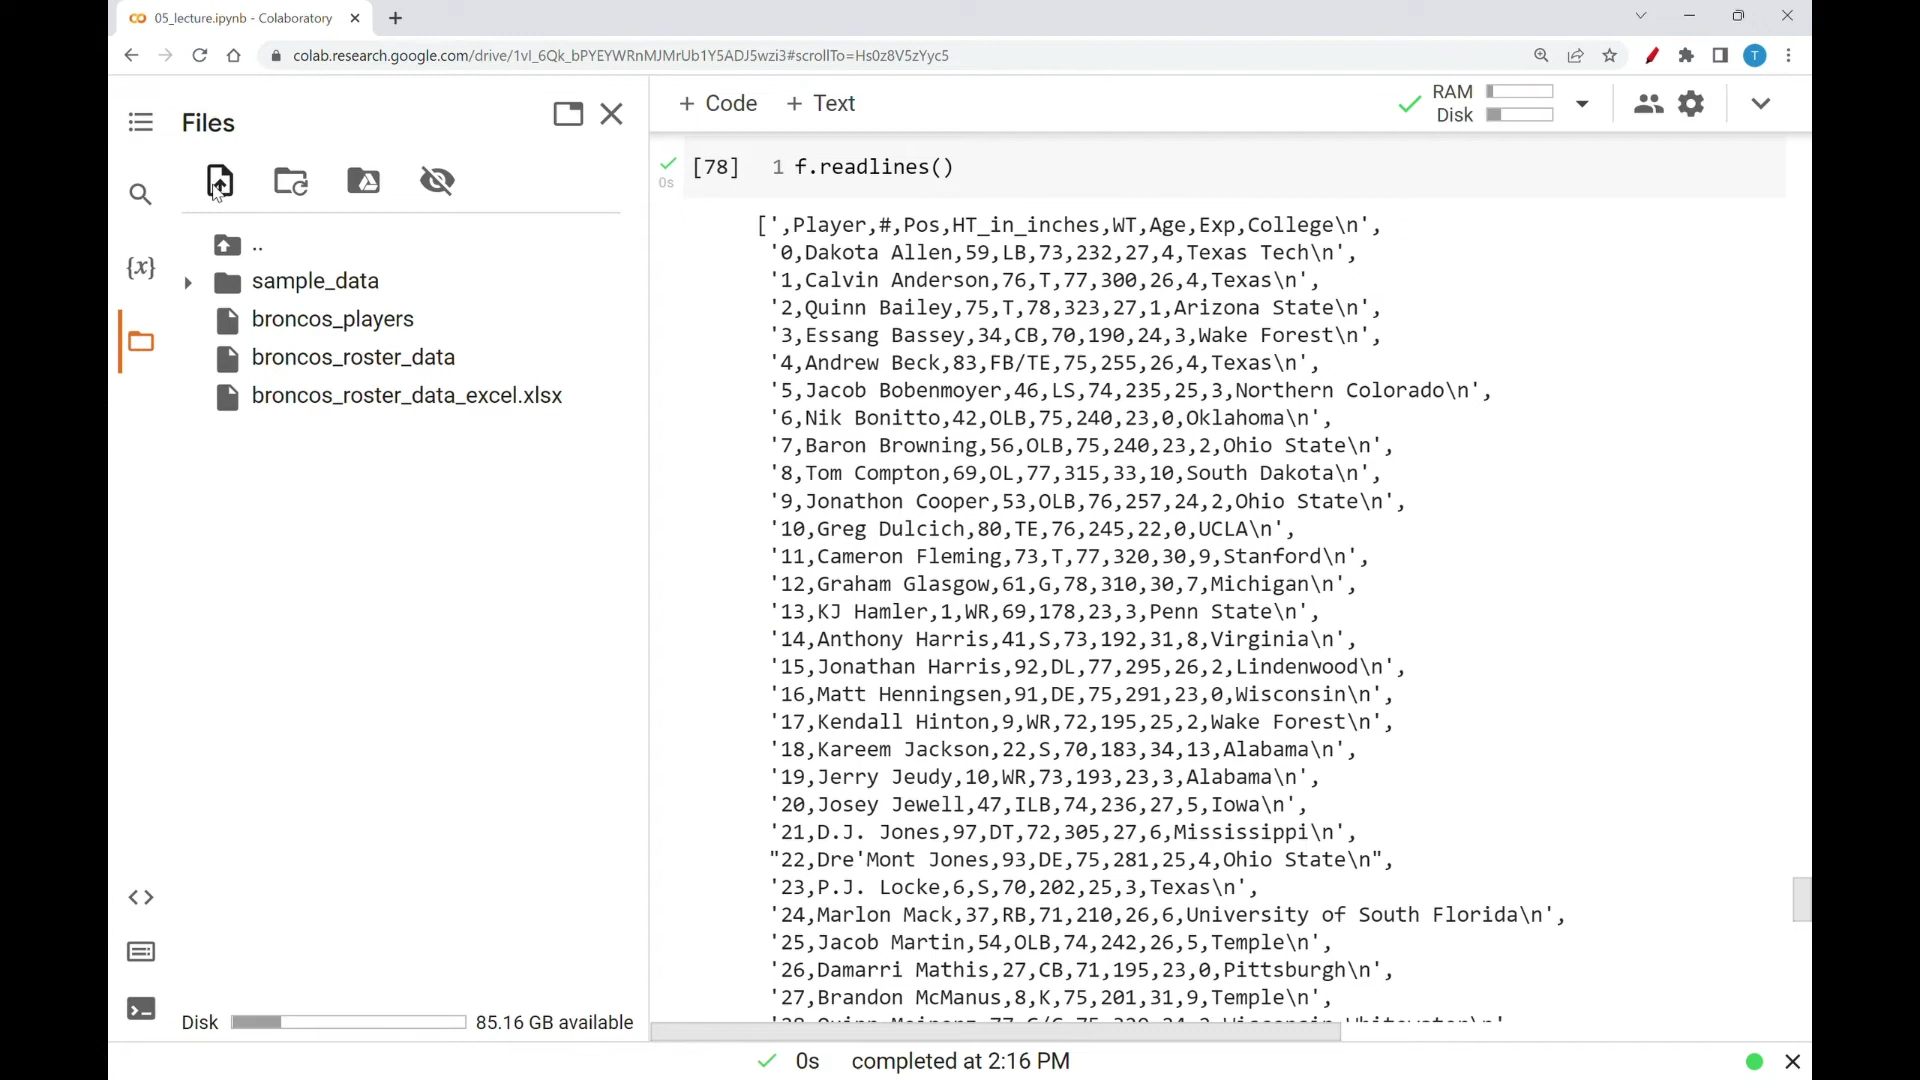 05_lecture.ipynb - Colaboratory
colab.research.google.com/drive/1vI_6Qk_bPYEYWRnMJMrUb1Y5ADJ5wzi3#scrollTo=Hs0z8V5zYyc5
T
Files
+ Code + Text
RAM
Disk
..
sample_data
broncos_players
broncos_roster_data
broncos_roster_data_excel.xlsx
{x}
Disk 85.16 GB available
0s
[78] 1 f.readlines()
[',Player,#,Pos,HT_in_inches,WT,Age,Exp,College\n',
'0,Dakota Allen,59,LB,73,232,27,4,Texas Tech\n',
'1,Calvin Anderson,76,T,77,300,26,4,Texas\n',
'2,Quinn Bailey,75,T,78,323,27,1,Arizona State\n',
'3,Essang Bassey,34,CB,70,190,24,3,Wake Forest\n',
'4,Andrew Beck,83,FB/TE,75,255,26,4,Texas\n',
'5,Jacob Bobenmoyer,46,LS,74,235,25,3,Northern Colorado\n',
'6,Nik Bonitto,42,OLB,75,240,23,0,Oklahoma\n',
'7,Baron Browning,56,OLB,75,240,23,2,Ohio State\n',
'8,Tom Compton,69,OL,77,315,33,10,South Dakota\n',
'9,Jonathon Cooper,53,OLB,76,257,24,2,Ohio State\n',
'10,Greg Dulcich,80,TE,76,245,22,0,UCLA\n',
'11,Cameron Fleming,73,T,77,320,30,9,Stanford\n',
'12,Graham Glasgow,61,G,78,310,30,7,Michigan\n',
'13,KJ Hamler,1,WR,69,178,23,3,Penn State\n',
'14,Anthony Harris,41,S,73,192,31,8,Virginia\n',
'15,Jonathan Harris,92,DL,77,295,26,2,Lindenwood\n',
'16,Matt Henningsen,91,DE,75,291,23,0,Wisconsin\n',
'17,Kendall Hinton,9,WR,72,195,25,2,Wake Forest\n',
'18,Kareem Jackson,22,S,70,183,34,13,Alabama\n',
'19,Jerry Jeudy,10,WR,73,193,23,3,Alabama\n',
'20,Josey Jewell,47,ILB,74,236,27,5,Iowa\n',
'21,D.J. Jones,97,DT,72,305,27,6,Mississippi\n',
"22,Dre'Mont Jones,93,DE,75,281,25,4,Ohio State\n",
'23,P.J. Locke,6,S,70,202,25,3,Texas\n',
'24,Marlon Mack,37,RB,71,210,26,6,University of South Florida\n',
'25,Jacob Martin,54,OLB,74,242,26,5,Temple\n',
'26,Damarri Mathis,27,CB,71,195,23,0,Pittsburgh\n',
'27,Brandon McManus,8,K,75,201,31,9,Temple\n',
0s completed at 2:16 PM